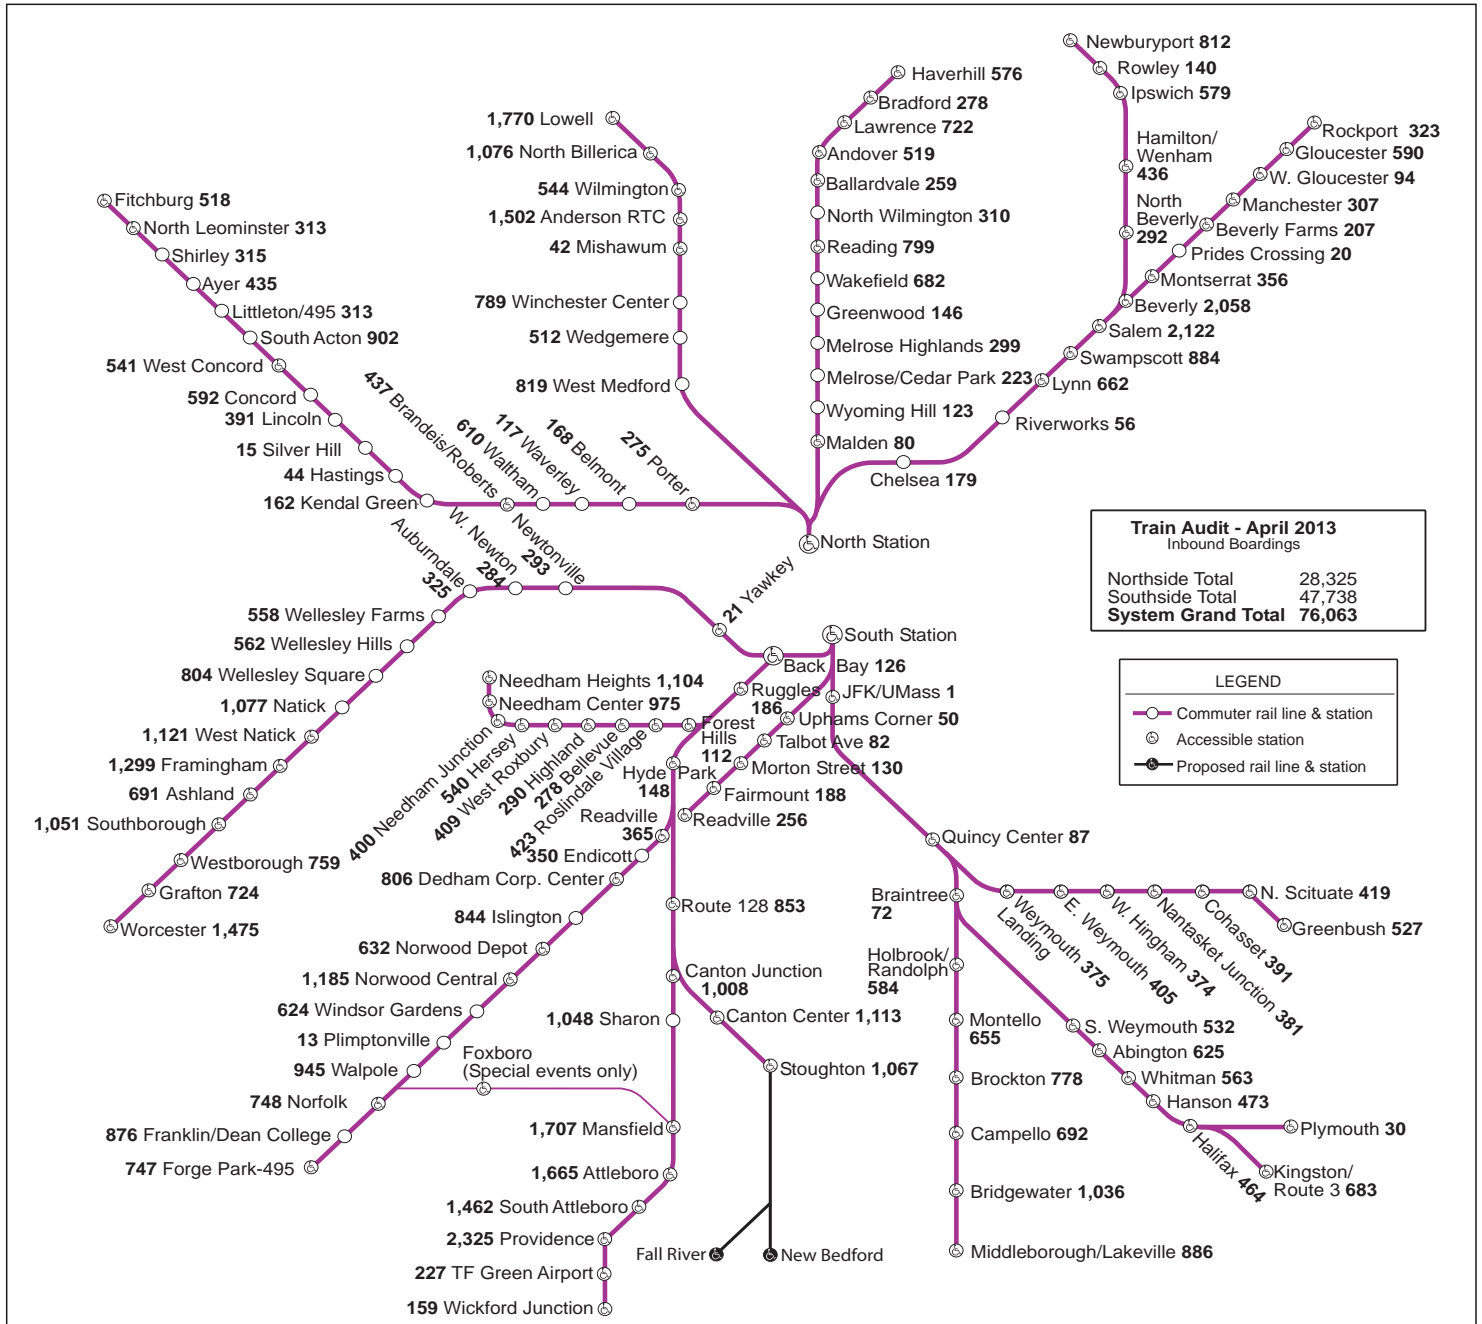 Newburyport 812
Rowley 140
Ipswich 579
Hamilton/
Wenham
436
North
Beverly
292
Haverhill 576
Bradford 278
Lawrence 722
Andover 519
Ballardvale 259
North Wilmington 310
Reading 799
Wakefield 682
Greenwood 146
Melrose Highlands 299
Melrose/Cedar Park 223
Wyoming Hill 123
Malden 80
Rockport 323
Gloucester 590
W. Gloucester 94
Manchester 307
Beverly Farms 207
Prides Crossing 20
Montserrat 356
Beverly 2,058
Salem 2,122
Swampscott 884
Lynn 662
Riverworks 56
Chelsea 179
1,770 Lowell
1,076 North Billerica
544 Wilmington
1,502 Anderson RTC
42 Mishawum
789 Winchester Center
512 Wedgemere
819 West Medford
Fitchburg 518
North Leominster 313
Shirley 315
Ayer 435
Littleton/495 313
South Acton 902
541 West Concord
592 Concord
391 Lincoln
15 Silver Hill
44 Hastings
162 Kendal Green
437 Brandeis/Roberts
610 Waltham
117 Waverley
168 Belmont
275 Porter
North Station
Train Audit - April 2013
Inbound Boardings
Northside Total 28,325
Southside Total 47,738
System Grand Total 76,063
LEGEND
Commuter rail line & station
Accessible station
Proposed rail line & station
Auburndale
325
W. Newton
284
Newtonville
293
21 Yawkey
558 Wellesley Farms
562 Wellesley Hills
804 Wellesley Square
1,077 Natick
1,121 West Natick
1,299 Framingham
691 Ashland
1,051 Southborough
Westborough 759
Grafton 724
Worcester 1,475
South Station
Back Bay 126
Ruggles
186
JFK/UMass 1
Uphams Corner 50
Talbot Ave 82
Morton Street 130
Fairmount 188
Readville 256
Needham Heights 1,104
Needham Center 975
400 Needham Junction
540 Hersey
409 West Roxbury
290 Highland
278 Bellevue
423 Roslindale Village
Forest
Hills
112
Hyde Park
148
Readville
365
350 Endicott
806 Dedham Corp. Center
844 Islington
632 Norwood Depot
1,185 Norwood Central
624 Windsor Gardens
13 Plimptonville
945 Walpole
748 Norfolk
876 Franklin/Dean College
747 Forge Park-495
Foxboro
(Special events only)
Route 128 853
Canton Junction
1,008
1,048 Sharon
Canton Center 1,113
Stoughton 1,067
1,707 Mansfield
1,665 Attleboro
1,462 South Attleboro
2,325 Providence
227 TF Green Airport
159 Wickford Junction
Fall River
New Bedford
Quincy Center 87
Braintree
72
Holbrook/
Randolph
584
Montello
655
Brockton 778
Campello 692
Bridgewater 1,036
Middleborough/Lakeville 886
Weymouth 375
Landing
E. Weymouth 405
W. Hingham 374
Nantasket Junction 381
Cohasset 391
N. Scituate 419
Greenbush 527
S. Weymouth 532
Abington 625
Whitman 563
Hanson 473
Halifax 464
Plymouth 30
Kingston/
Route 3 683